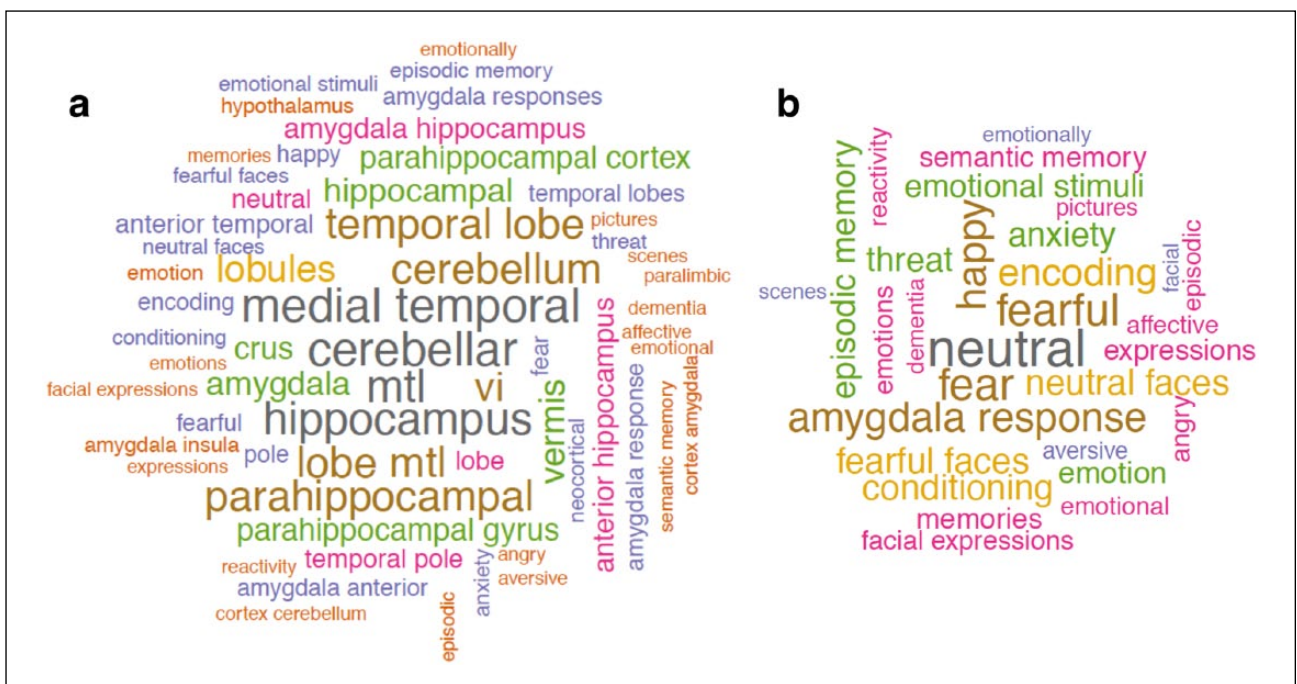 a
emotionally
episodic memory
emotional stimuli
amygdala responses
hypothalamus
amygdala hippocampus
memories
happy
parahippocampal cortex
fearful faces
neutral
hippocampal
temporal lobes
anterior temporal
temporal lobe
pictures
neutral faces
threat
emotion
lobules
cerebellum
scenes
paralimbic
encoding
medial temporal
dementia
conditioning
crus
cerebellar
fear
affective
emotional
emotions
facial expressions
amygdala
mtl
vi
vermis
anterior hippocampus
amygdala response
semantic memory
cortex amygdala
fearful
hippocampus
neocortical
amygdala insula
expressions
pole
lobe mtl
lobe
parahippocampal
parahippocampal gyrus
reactivity
temporal pole
anxiety
angry
aversive
amygdala anterior
cortex cerebellum
episodic
b
emotionally
episodic memory
reactivity
semantic memory
emotional stimuli
pictures
happy
anxiety
threat
encoding
facial
episodic
scenes
emotions
dementia
fearful
affective
neutral
expressions
fear
neutral faces
amygdala response
angry
fearful faces
aversive
conditioning
emotion
memories
emotional
facial expressions